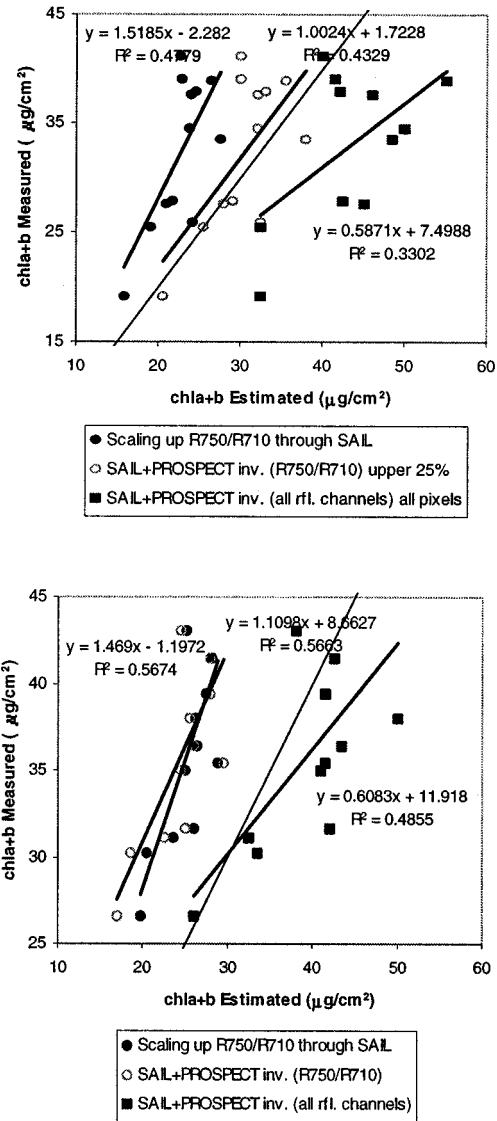 y = 1.5185x - 2.282
R² = 0.4779
y = 1.0024x + 1.7228
R² = 0.4329
y = 0.5871x + 7.4988
R² = 0.3302
chla+b Measured ( μg/cm²)
45
35
25
15
10 20 30 40 50 60
chla+b Estimated (μg/cm²)
Scaling up R750/R710 through SAIL
SAIL+PROSPECT inv. (R750/R710) upper 25%
SAIL+PROSPECT inv. (all rfl. channels) all pixels
y = 1.469x - 1.1972
R² = 0.5674
y = 1.1098x + 8.6627
R² = 0.5663
y = 0.6083x + 11.918
R² = 0.4855
chla+b Measured ( μg/cm²)
45
40
35
30
25
10 20 30 40 50 60
chla+b Estimated (μg/cm²)
Scaling up R750/R710 through SAIL
SAIL+PROSPECT inv. (R750/R710)
SAIL+PROSPECT inv. (all rfl. channels)